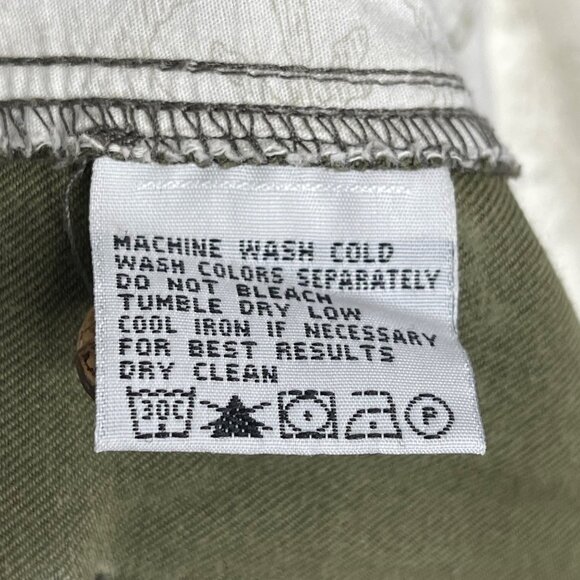 MACHINE WASH COLD
WASH COLORS SEPARATELY
DO NOT BLEACH
TUMBLE DRY LOW
COOL IRON IF NECESSARY
FOR BEST RESULTS
DRY CLEAN
30C P